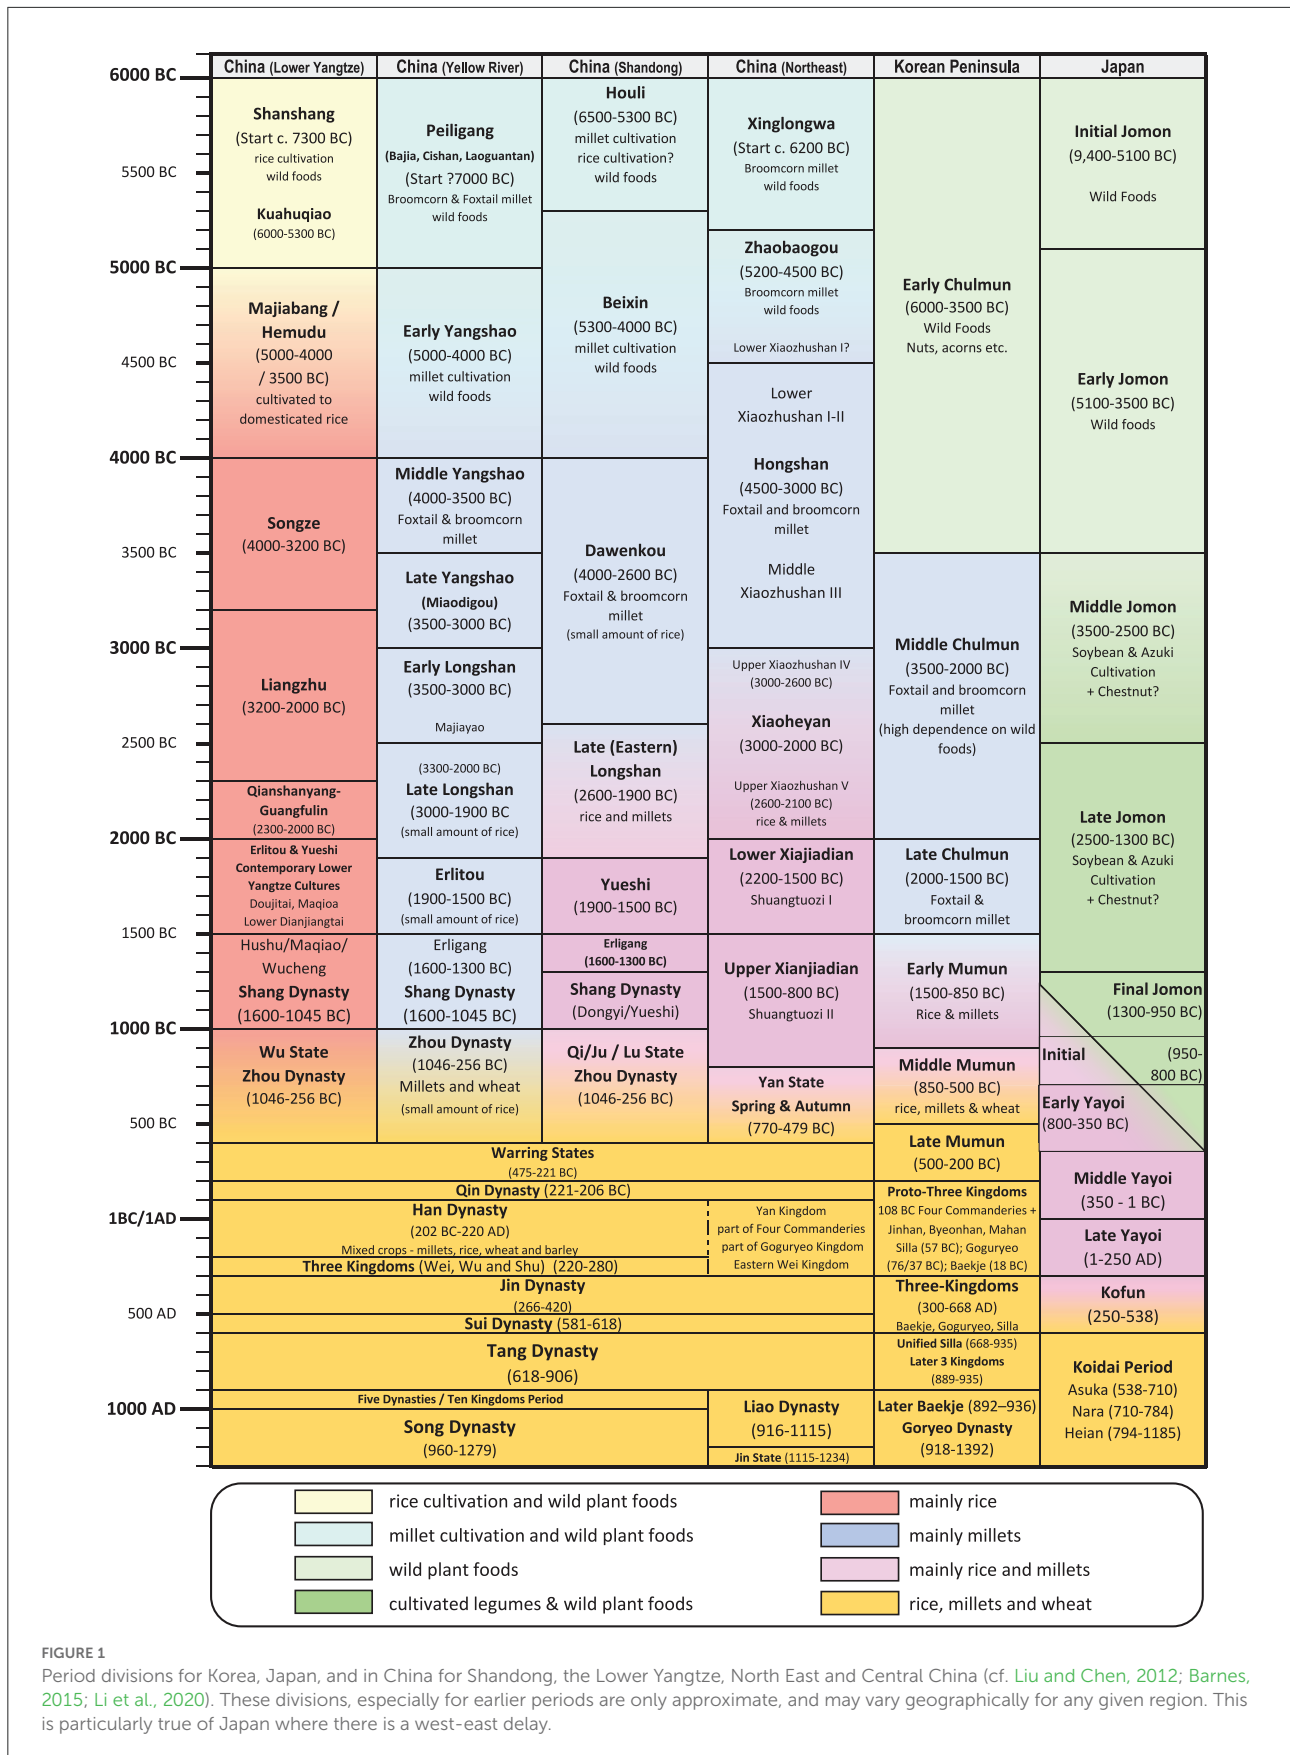 China (Lower Yangtze)
China (Yellow River)
China (Shandong)
China (Northeast)
Korean Peninsula
Japan
6000 BC
5500 BC
5000 BC
4500 BC
4000 BC
3500 BC
3000 BC
2500 BC
2000 BC
1500 BC
1000 BC
500 BC
1BC/1AD
500 AD
1000 AD
Shanshang
(Start c. 7300 BC)
rice cultivation
wild foods
Kuahuqiao
(6000-5300 BC)
Majiabang /
Hemudu
(5000-4000
/ 3500 BC)
cultivated to
domesticated rice
Songze
(4000-3200 BC)
Liangzhu
(3200-2000 BC)
Qianshanyang-
Guangfulin
(2300-2000 BC)
Erlitou & Yueshi
Contemporary Lower
Yangtze Cultures
Doujitai, Maqioa
Lower Dianjiangtai
Hushu/Maqiao/
Wucheng
Shang Dynasty
(1600-1045 BC)
Wu State
Zhou Dynasty
(1046-256 BC)
Peiligang
(Bajia, Cishan, Laoguantan)
(Start ?7000 BC)
Broomcorn & Foxtail millet
wild foods
Early Yangshao
(5000-4000 BC)
millet cultivation
wild foods
Middle Yangshao
(4000-3500 BC)
Foxtail & broomcorn
millet
Late Yangshao
(Miaodigou)
(3500-3000 BC)
Early Longshan
(3500-3000 BC)
Majiayao
(3300-2000 BC)
Late Longshan
(3000-1900 BC
(small amount of rice)
Erlitou
(1900-1500 BC)
(small amount of rice)
Erligang
(1600-1300 BC)
Shang Dynasty
(1600-1045 BC)
Zhou Dynasty
(1046-256 BC)
Millets and wheat
(small amount of rice)
Houli
(6500-5300 BC)
millet cultivation
rice cultivation?
wild foods
Beixin
(5300-4000 BC)
millet cultivation
wild foods
Dawenkou
(4000-2600 BC)
Foxtail & broomcorn
millet
(small amount of rice)
Late (Eastern)
Longshan
(2600-1900 BC)
rice and millets
Yueshi
(1900-1500 BC)
Erligang
(1600-1300 BC)
Shang Dynasty
(Dongyi/Yueshi)
Qi/Ju / Lu State
Zhou Dynasty
(1046-256 BC)
Xinglongwa
(Start c. 6200 BC)
Broomcorn millet
wild foods
Zhaobaogou
(5200-4500 BC)
Broomcorn millet
wild foods
Lower Xiaozhushan I?
Lower
Xiaozhushan I-II
Hongshan
(4500-3000 BC)
Foxtail and broomcorn
millet
Middle
Xiaozhushan III
Upper Xiaozhushan IV
(3000-2600 BC)
Xiaoheyan
(3000-2000 BC)
Upper Xiaozhushan V
(2600-2100 BC)
rice & millets
Lower Xiajiadian
(2200-1500 BC)
Shuangtuozi I
Upper Xianjiadian
(1500-800 BC)
Shuangtuozi II
Yan State
Spring & Autumn
(770-479 BC)
Warring States
(475-221 BC)
Qin Dynasty (221-206 BC)
Han Dynasty
(202 BC-220 AD)
Mixed crops - millets, rice, wheat and barley
Three Kingdoms (Wei, Wu and Shu) (220-280)
Yan Kingdom
part of Four Commanderies
part of Goguryeo Kingdom
Eastern Wei Kingdom
Jin Dynasty
(266-420)
Sui Dynasty (581-618)
Tang Dynasty
(618-906)
Five Dynasties / Ten Kingdoms Period
Song Dynasty
(960-1279)
Liao Dynasty
(916-1115)
Jin State (1115-1234)
Early Chulmun
(6000-3500 BC)
Wild Foods
Nuts, acorns etc.
Middle Chulmun
(3500-2000 BC)
Foxtail and broomcorn
millet
(high dependence on wild
foods)
Late Chulmun
(2000-1500 BC)
Foxtail &
broomcorn millet
Early Mumun
(1500-850 BC)
Rice & millets
Middle Mumun
(850-500 BC)
rice, millets & wheat
Late Mumun
(500-200 BC)
Proto-Three Kingdoms
108 BC Four Commanderies +
Jinhan, Byeonhan, Mahan
Silla (57 BC); Goguryeo
(76/37 BC); Baekje (18 BC)
Three-Kingdoms
(300-668 AD)
Baekje, Goguryeo, Silla
Unified Silla (668-935)
Later 3 Kingdoms
(889-935)
Later Baekje (892–936)
Goryeo Dynasty
(918-1392)
Initial Jomon
(9,400-5100 BC)
Wild Foods
Early Jomon
(5100-3500 BC)
Wild foods
Middle Jomon
(3500-2500 BC)
Soybean & Azuki
Cultivation
+ Chestnut?
Late Jomon
(2500-1300 BC)
Soybean & Azuki
Cultivation
+ Chestnut?
Final Jomon
(1300-950 BC)
Initial
(950-
800 BC)
Early Yayoi
(800-350 BC)
Middle Yayoi
(350 - 1 BC)
Late Yayoi
(1-250 AD)
Kofun
(250-538)
Koidai Period
Asuka (538-710)
Nara (710-784)
Heian (794-1185)
rice cultivation and wild plant foods
millet cultivation and wild plant foods
wild plant foods
cultivated legumes & wild plant foods
mainly rice
mainly millets
mainly rice and millets
rice, millets and wheat
FIGURE 1
Period divisions for Korea, Japan, and in China for Shandong, the Lower Yangtze, North East and Central China (cf. Liu and Chen, 2012; Barnes,
2015; Li et al., 2020). These divisions, especially for earlier periods are only approximate, and may vary geographically for any given region. This
is particularly true of Japan where there is a west-east delay.